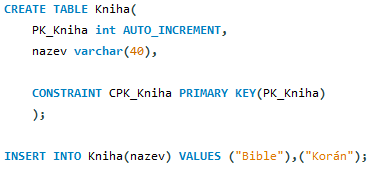 CREATE TABLE Kniha(
PK_Kniha int AUTO_INCREMENT,
nazev varchar(40),
CONSTRAINT CPK_Kniha PRIMARY KEY(PK_Kniha)
);
INSERT INTO Kniha(nazev) VALUES ("Bible"),("Korán");